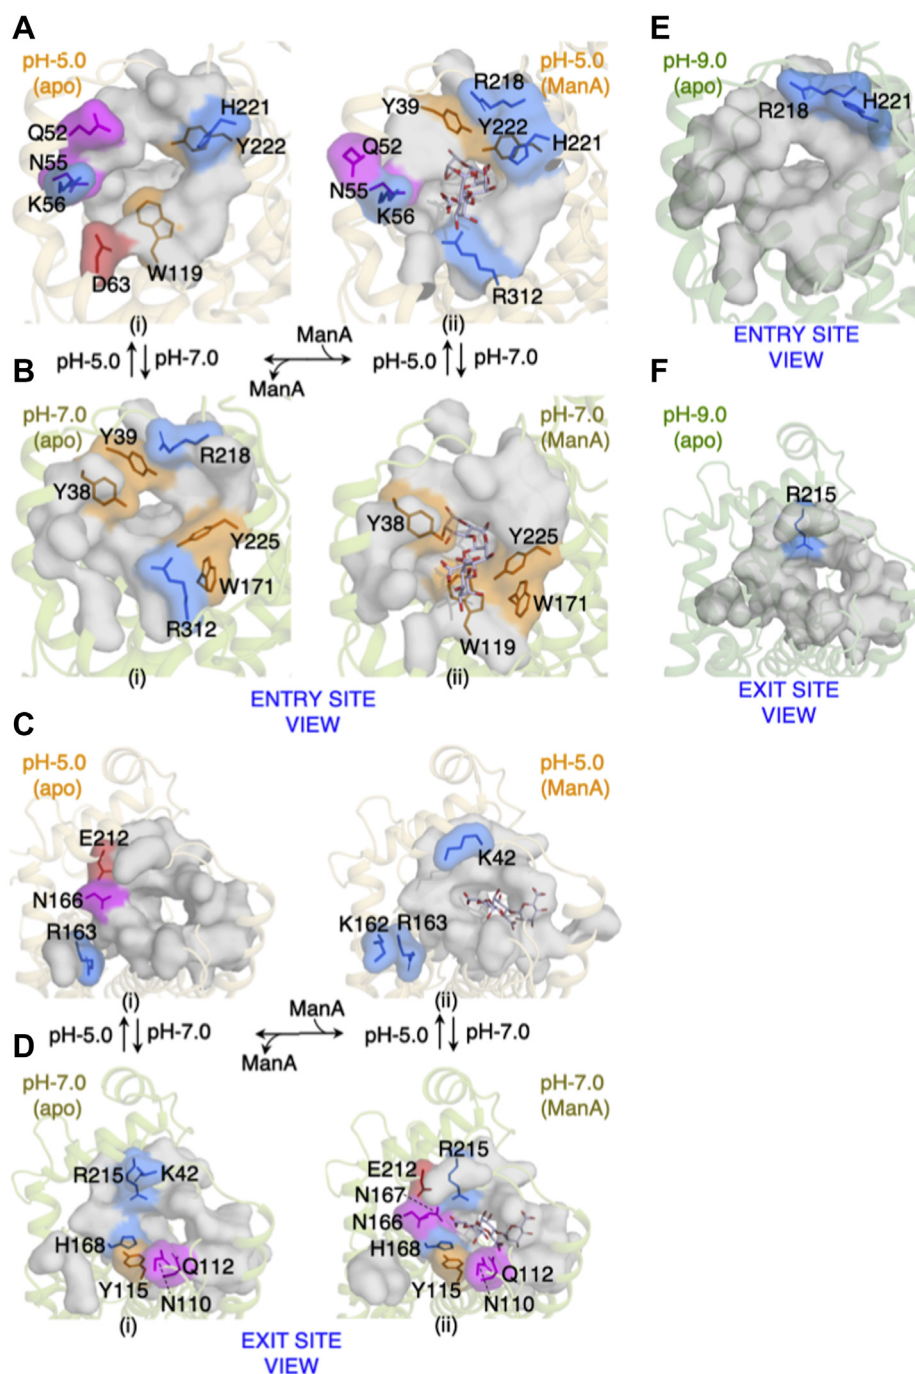 A
pH-5.0
(apo)
Q52
N55
K56
D63
W119
H221
Y222
(i)
pH-5.0
(ManA)
R218
Y39
Y222
H221
Q52
N55
K56
R312
(ii)
pH-5.0
pH-7.0
ManA
ManA
pH-5.0
pH-7.0
B
pH-7.0
(apo)
Y39
R218
Y38
Y225
W171
R312
(i)
pH-7.0
(ManA)
Y38
Y225
W171
W119
(ii)
ENTRY SITE
VIEW
C
pH-5.0
(apo)
E212
N166
R163
(i)
pH-5.0
(ManA)
K42
K162
R163
(ii)
pH-5.0
pH-7.0
ManA
ManA
pH-5.0
pH-7.0
D
pH-7.0
(apo)
R215
K42
H168
Q112
Y115
N110
(i)
pH-7.0
(ManA)
R215
E212
N167
N166
H168
Q112
Y115
N110
(ii)
EXIT SITE
VIEW
E
pH-9.0
(apo)
R218
H221
ENTRY SITE
VIEW
F
pH-9.0
(apo)
R215
EXIT SITE
VIEW